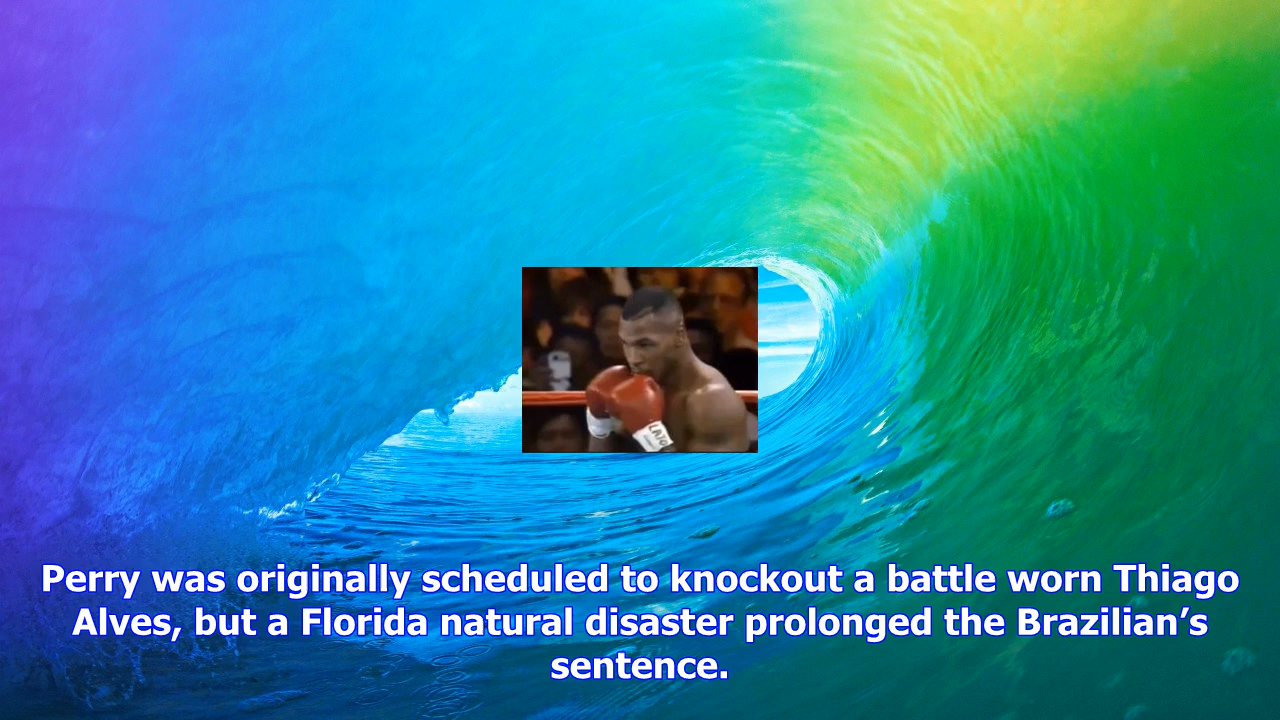 Perry was originally scheduled to knockout a battle worn Thiago
Alves, but a Florida natural disaster prolonged the Brazilian’s
sentence.